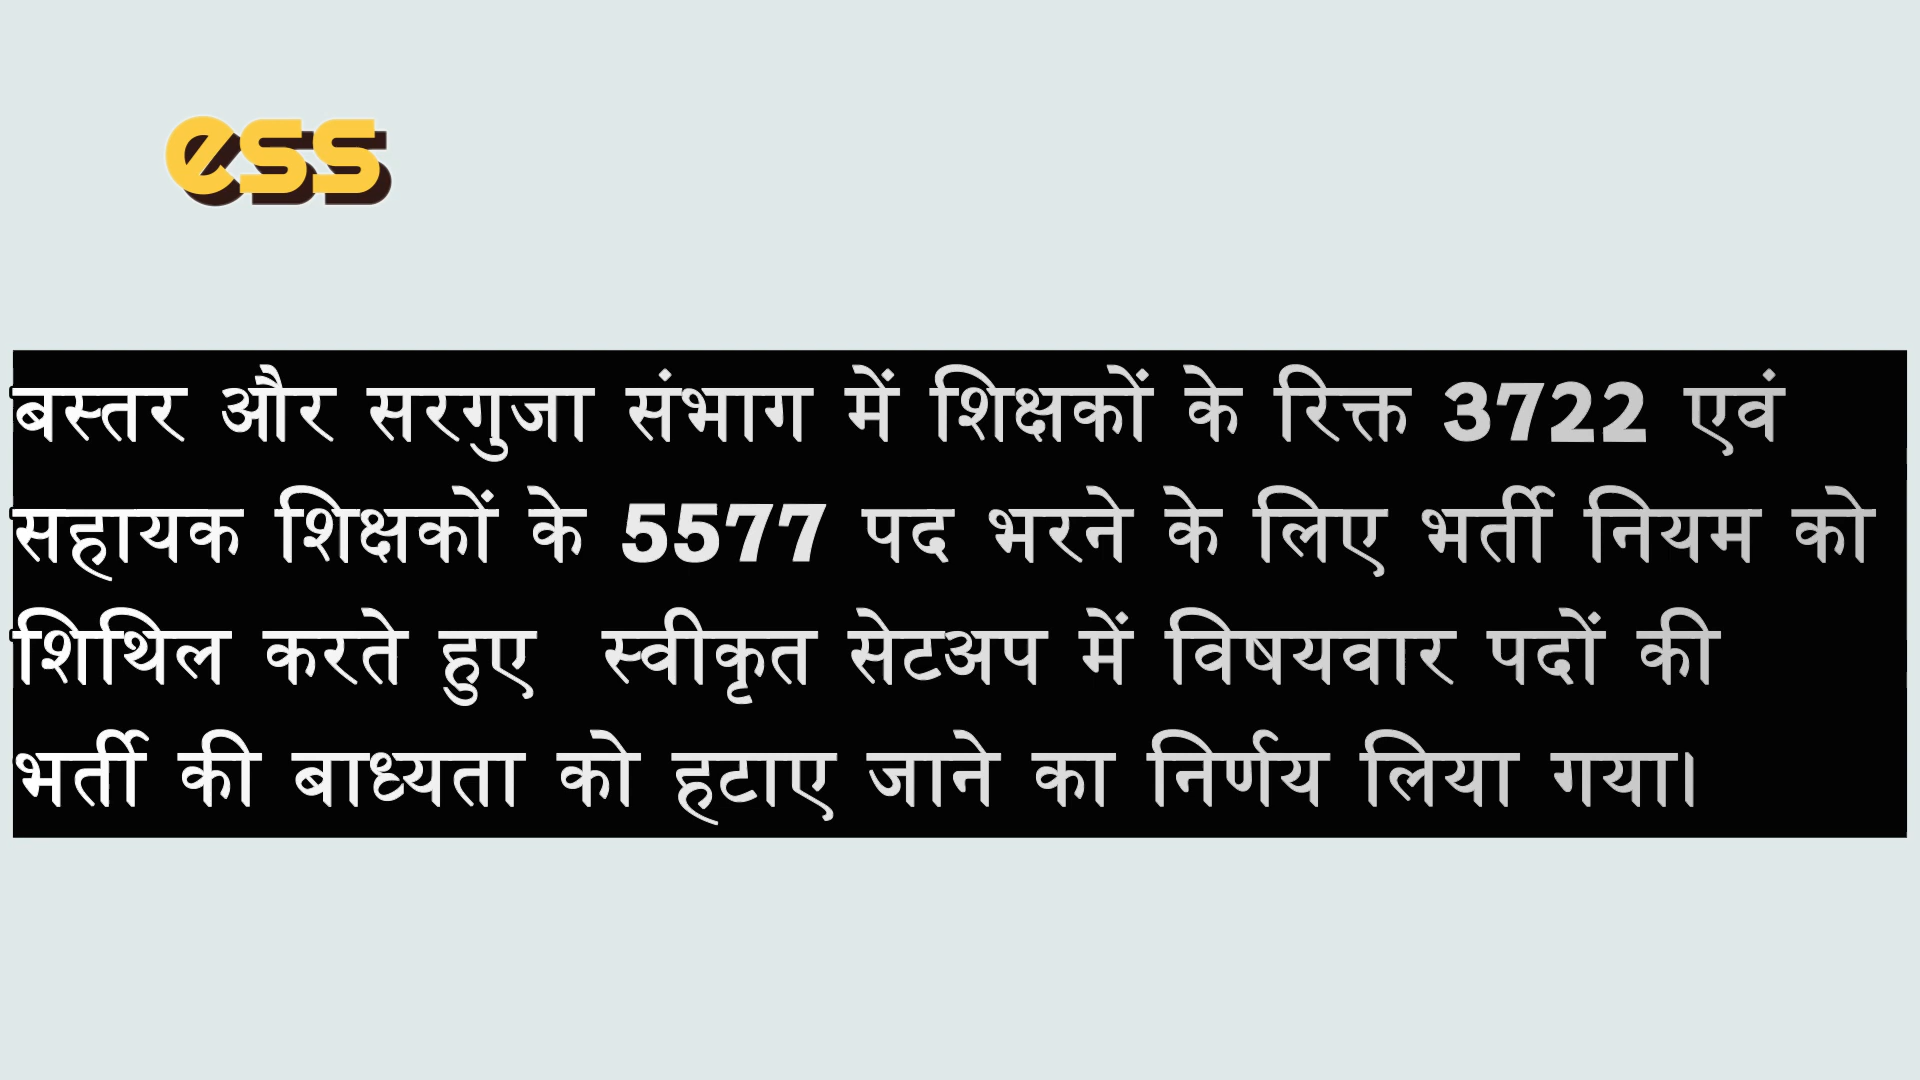 ess
बस्तर और सरगुजा संभाग में शिक्षकों के रिक्त 3722 एवं
सहायक शिक्षकों के 5577 पद भरने के लिए भर्ती नियम को
शिथिल करते हुए स्वीकृत सेटअप में विषयवार पदों की
भर्ती की बाध्यता को हटाए जाने का निर्णय लिया गया।